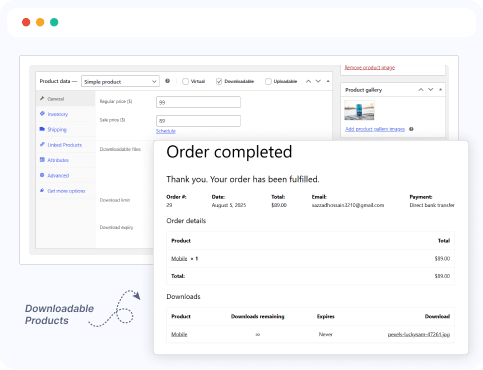 Remove product image
Product data — Simple product Virtual Downloadable Uploadable
Product gallery
General
Regular price ($) 99
Inventory
Sale price ($) 89
Shipping
Schedule
Add product gallery images
Linked Products
Downloadable files
Attributes
Advanced
Get more options
Download limit
Download expiry
Order completed
Thank you. Your order has been fulfilled.
Order #: Date: Total: Email: Payment:
29 August 5, 2025 $89.00 sazzadhossain3210@gmail.com Direct bank transfer
Order details
Product Total
Mobile × 1 $89.00
Total: $89.00
Downloads
Product Downloads remaining Expires Download
Mobile ∞ Never pexels-luckysam-47261.jpg
Downloadable
Products